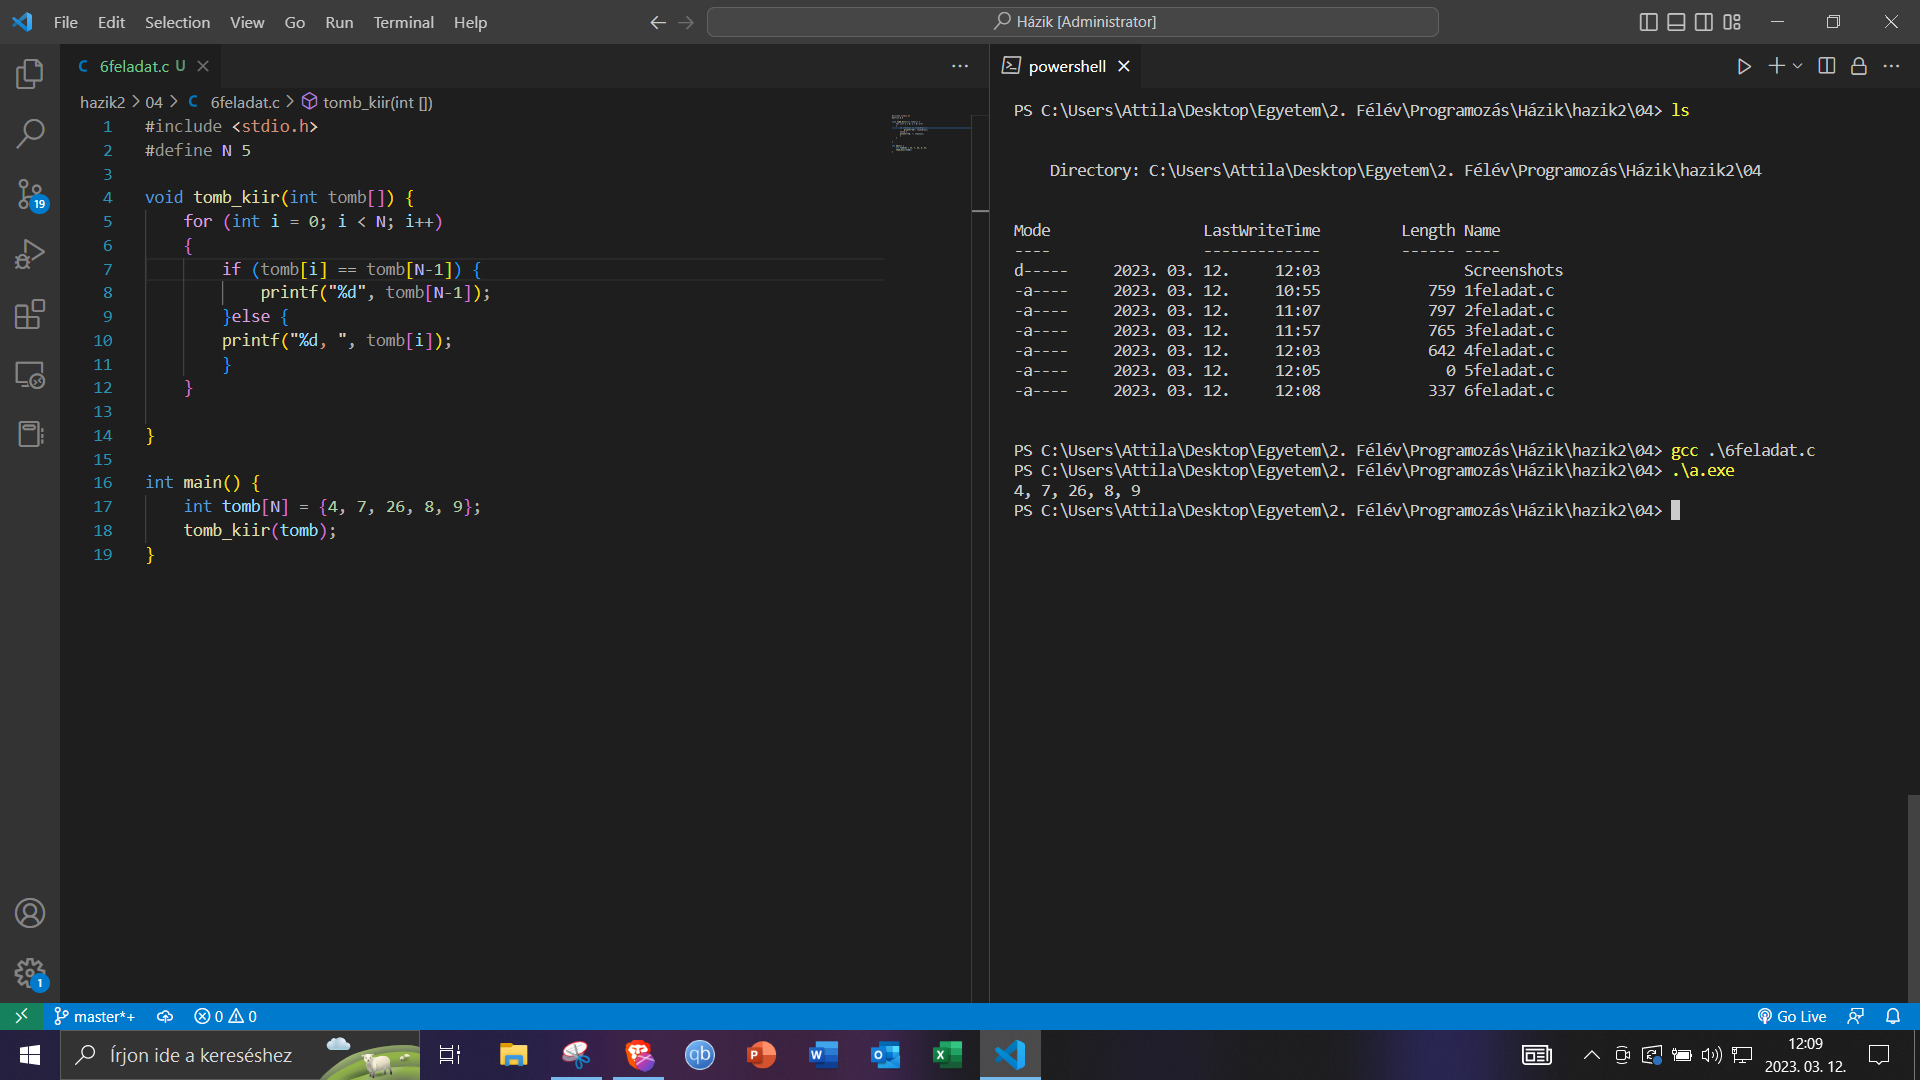 File Edit Selection View Go Run Terminal Help
Házik [Administrator]
C 6feladat.c U
powershell
hazik2 > 04 > C 6feladat.c > tomb_kiir(int [])
1 #include <stdio.h>
2 #define N 5
3
4 void tomb_kiir(int tomb[]) {
5 for (int i = 0; i < N; i++)
6 {
7 if (tomb[i] == tomb[N-1]) {
8 printf("%d", tomb[N-1]);
9 }else {
10 printf("%d, ", tomb[i]);
11 }
12 }
13
14 }
15
16 int main() {
17 int tomb[N] = {4, 7, 26, 8, 9};
18 tomb_kiir(tomb);
19 }
PS C:\Users\Attila\Desktop\Egyetem\2. Félév\Programozás\Házik\hazik2\04> ls
Directory: C:\Users\Attila\Desktop\Egyetem\2. Félév\Programozás\Házik\hazik2\04
Mode LastWriteTime Length Name
---- ------------- ------ ----
d----- 2023. 03. 12. 12:03 Screenshots
-a---- 2023. 03. 12. 10:55 759 1feladat.c
-a---- 2023. 03. 12. 11:07 797 2feladat.c
-a---- 2023. 03. 12. 11:57 765 3feladat.c
-a---- 2023. 03. 12. 12:03 642 4feladat.c
-a---- 2023. 03. 12. 12:05 0 5feladat.c
-a---- 2023. 03. 12. 12:08 337 6feladat.c
PS C:\Users\Attila\Desktop\Egyetem\2. Félév\Programozás\Házik\hazik2\04> gcc .\6feladat.c
PS C:\Users\Attila\Desktop\Egyetem\2. Félév\Programozás\Házik\hazik2\04> .\a.exe
4, 7, 26, 8, 9
PS C:\Users\Attila\Desktop\Egyetem\2. Félév\Programozás\Házik\hazik2\04>
19
1
master*+ 0 0
Go Live
Írjon ide a kereséshez
qb P W O X
12:09
2023. 03. 12.